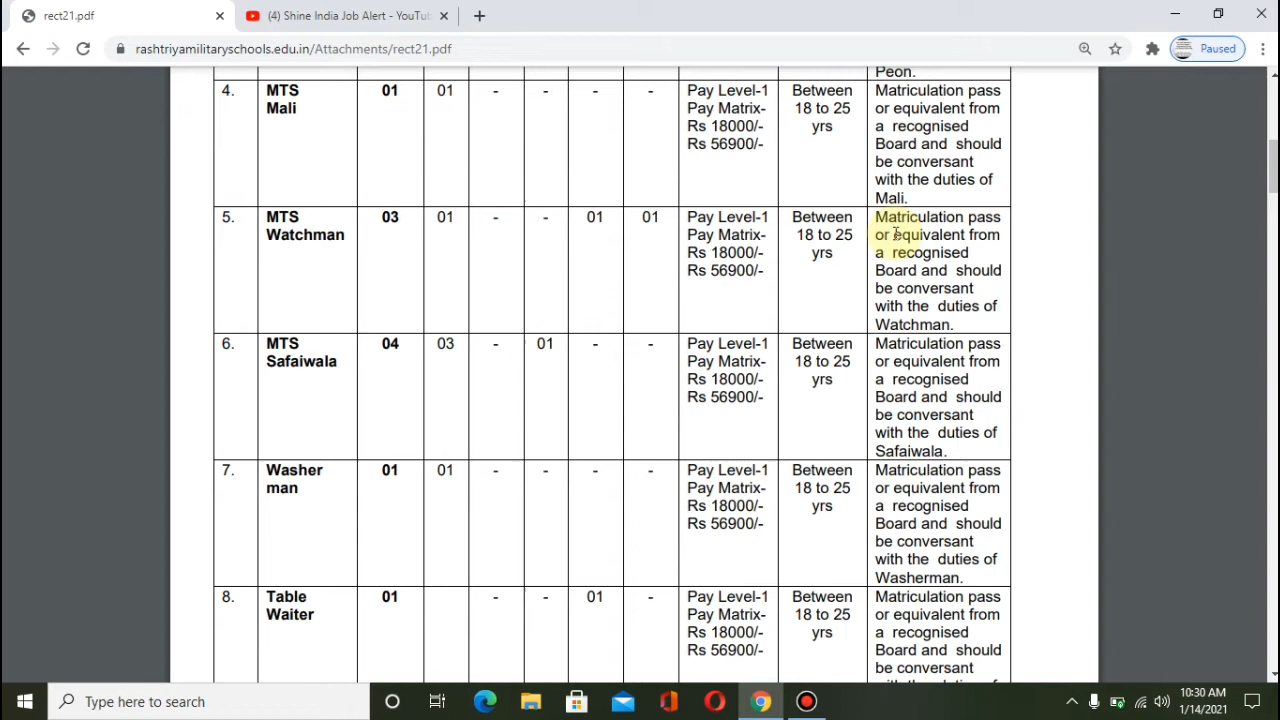 rect21.pdf
(4) Shine India Job Alert - YouTu
rashtriyamilitaryschools.edu.in/Attachments/rect21.pdf
Paused
Peon.
4. MTS 01 01 - - - - Pay Level-1 Between Matriculation pass
Mali Pay Matrix- 18 to 25 or equivalent from
Rs 18000/- yrs a recognised
Rs 56900/- Board and should
be conversant
with the duties of
Mali.
5. MTS 03 01 - - 01 01 Pay Level-1 Between Matriculation pass
Watchman Pay Matrix- 18 to 25 or equivalent from
Rs 18000/- yrs a recognised
Rs 56900/- Board and should
be conversant
with the duties of
Watchman.
6. MTS 04 03 - 01 - - Pay Level-1 Between Matriculation pass
Safaiwala Pay Matrix- 18 to 25 or equivalent from
Rs 18000/- yrs a recognised
Rs 56900/- Board and should
be conversant
with the duties of
Safaiwala.
7. Washer 01 01 - - - - Pay Level-1 Between Matriculation pass
man Pay Matrix- 18 to 25 or equivalent from
Rs 18000/- yrs a recognised
Rs 56900/- Board and should
be conversant
with the duties of
Washerman.
8. Table 01 - - 01 - Pay Level-1 Between Matriculation pass
Waiter Pay Matrix- 18 to 25 or equivalent from
Rs 18000/- yrs a recognised
Rs 56900/- Board and should
be conversant
with the duties of
Type here to search
10:30 AM
1/14/2021